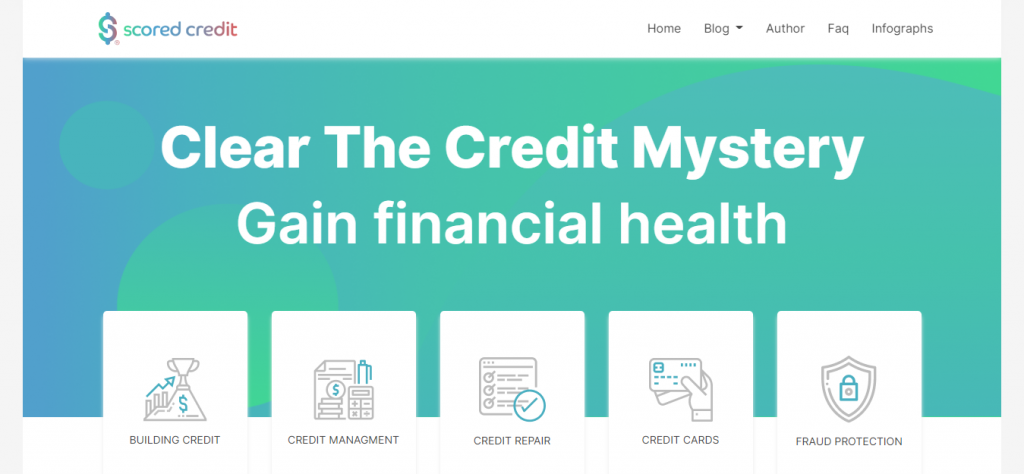 scored credit
Home Blog Author Faq Infographs
Clear The Credit Mystery
Gain financial health
BUILDING CREDIT CREDIT MANAGMENT CREDIT REPAIR CREDIT CARDS FRAUD PROTECTION